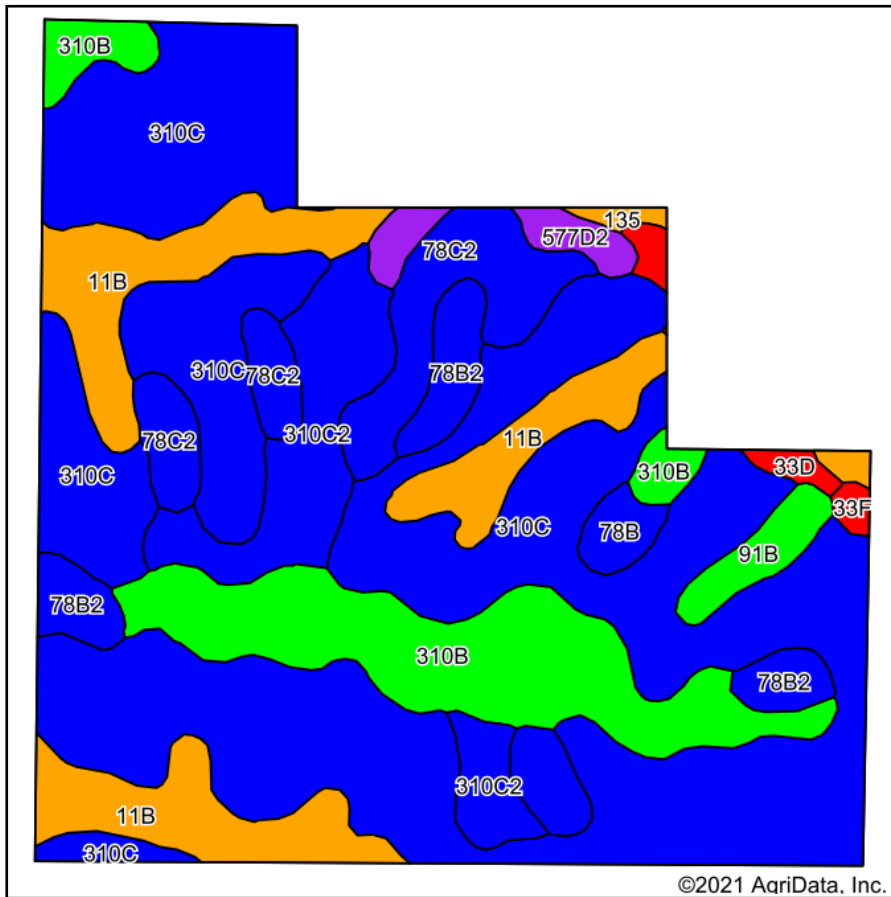 310B
310C
135
577D2
78C2
11B
310C
78C2
78B2
310C2
78C2
11B
310C
310B
33D
33F
310C
78B
91B
78B2
310B
78B2
310C2
11B
310C
©2021 AgriData, Inc.